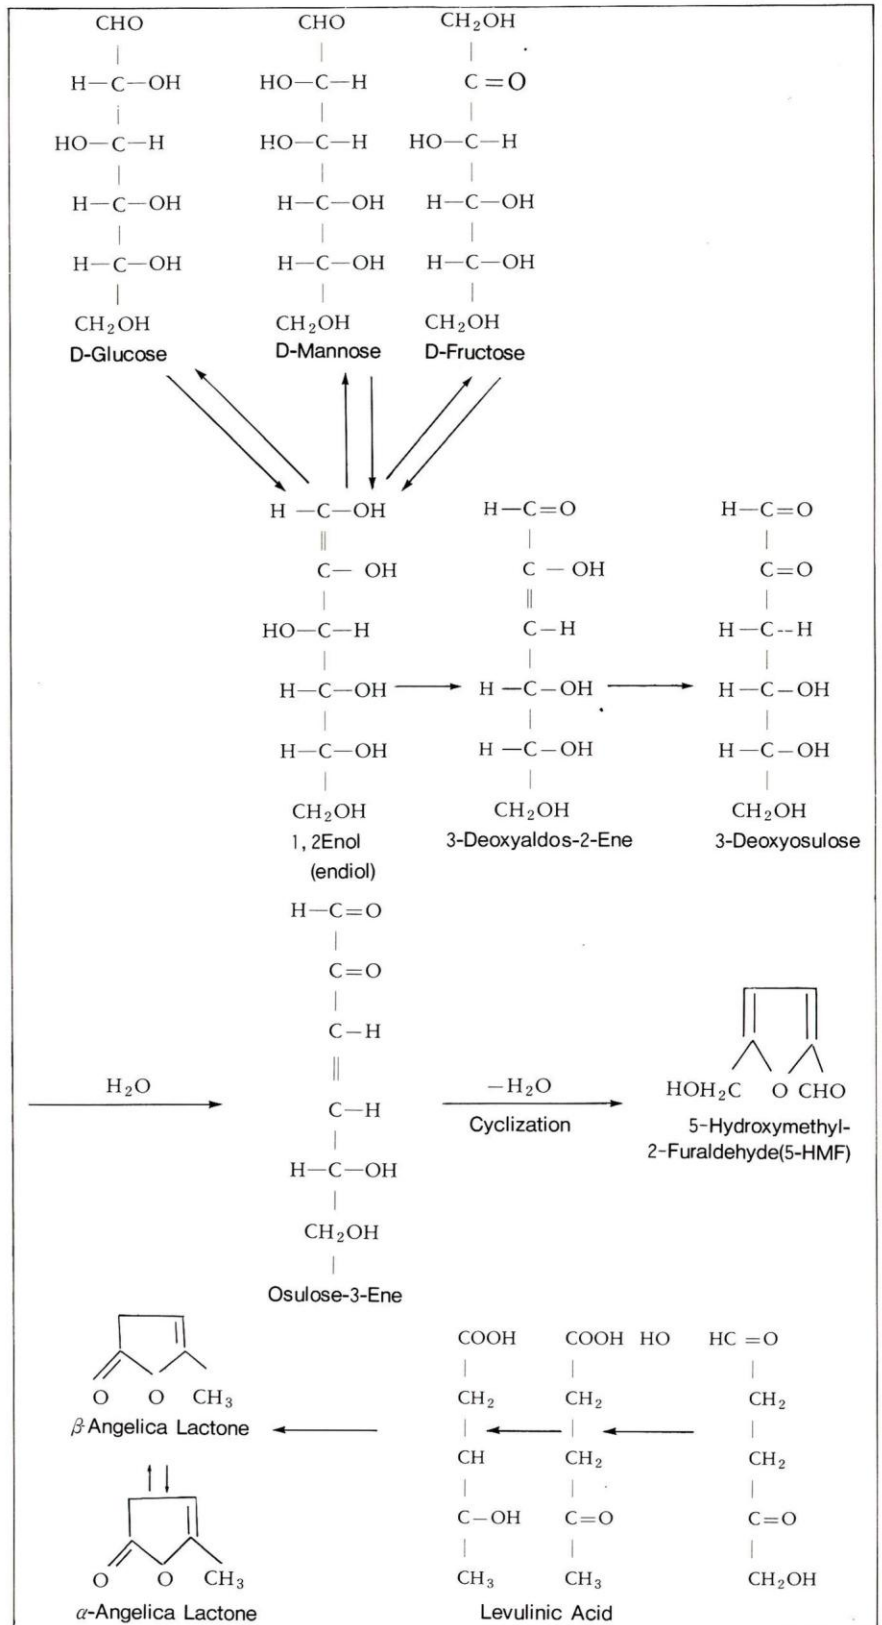 CHO CHO CH₂OH
H—C—OH HO—C—H C=O
HO—C—H HO—C—H HO—C—H
H—C—OH H—C—OH H—C—OH
H—C—OH H—C—OH H—C—OH
CH₂OH CH₂OH CH₂OH
D-Glucose D-Mannose D-Fructose
H—C—OH H—C=O H—C=O
C—OH C—OH C=O
HO—C—H C—H H—C--H
H—C—OH H—C—OH H—C—OH
H—C—OH H—C—OH H—C—OH
CH₂OH CH₂OH CH₂OH
1, 2Enol 3-Deoxyaldos-2-Ene 3-Deoxyosulose
(endiol)
H—C=O
C=O
C—H
H₂O −H₂O
C—H
HOH₂C O CHO
Cyclization
5-Hydroxymethyl-
2-Furaldehyde(5-HMF)
H—C—OH
CH₂OH
Osulose-3-Ene
COOH COOH HO HC=O
O O CH₃ CH₂ CH₂ CH₂
β-Angelica Lactone
CH CH₂ CH₂
C—OH C=O C=O
O O CH₃ CH₃ CH₃ CH₂OH
α-Angelica Lactone Levulinic Acid